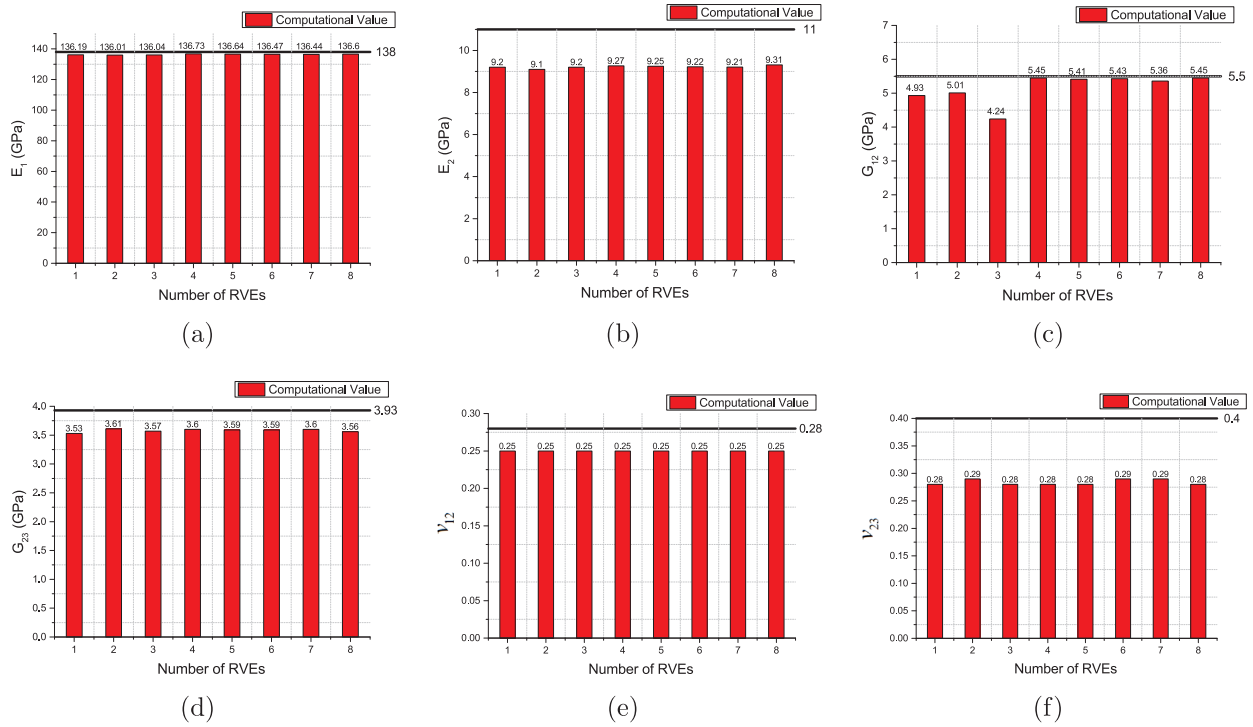 Computational Value
136.19 136.01 136.04 136.73 136.64 136.47 136.44 136.6
138
140
120
100
80
60
40
20
0
E1 (GPa)
1 2 3 4 5 6 7 8
Number of RVEs
(a)
Computational Value
11
9.2 9.1 9.2 9.27 9.25 9.22 9.21 9.31
10
8
6
4
2
0
E2 (GPa)
1 2 3 4 5 6 7 8
Number of RVEs
(b)
Computational Value
5.5
4.93 5.01 4.24 5.45 5.41 5.43 5.36 5.45
7
6
5
4
3
2
1
0
G12 (GPa)
1 2 3 4 5 6 7 8
Number of RVEs
(c)
Computational Value
3.93
3.53 3.61 3.57 3.6 3.59 3.59 3.6 3.56
4.0
3.5
3.0
2.5
2.0
1.5
1.0
0.5
0.0
G23 (GPa)
1 2 3 4 5 6 7 8
Number of RVEs
(d)
Computational Value
0.28
0.25 0.25 0.25 0.25 0.25 0.25 0.25 0.25
0.30
0.25
0.20
0.15
0.10
0.05
0.00
ν12
1 2 3 4 5 6 7 8
Number of RVEs
(e)
Computational Value
0.4
0.28 0.29 0.28 0.28 0.28 0.29 0.29 0.28
0.40
0.35
0.30
0.25
0.20
0.15
0.10
0.05
0.00
ν23
1 2 3 4 5 6 7 8
Number of RVEs
(f)